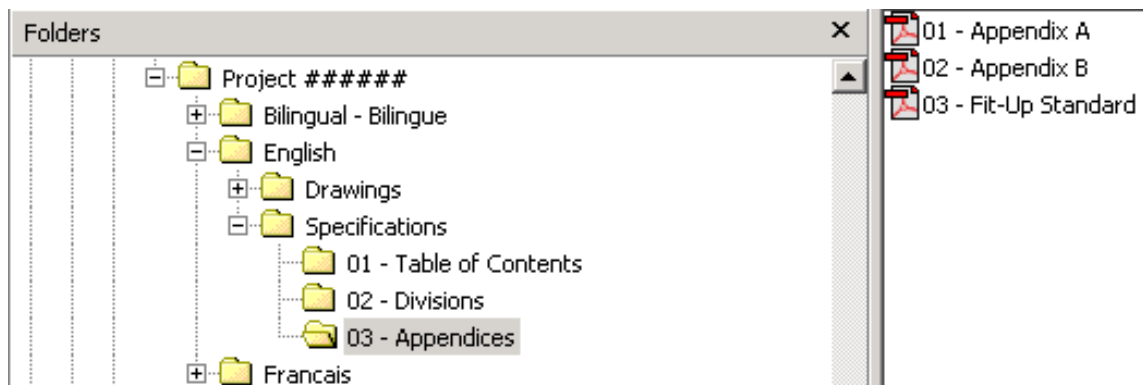 Folders
Project ######
Bilingual - Bilingue
English
Drawings
Specifications
01 - Table of Contents
02 - Divisions
03 - Appendices
Francais
01 - Appendix A
02 - Appendix B
03 - Fit-Up Standard